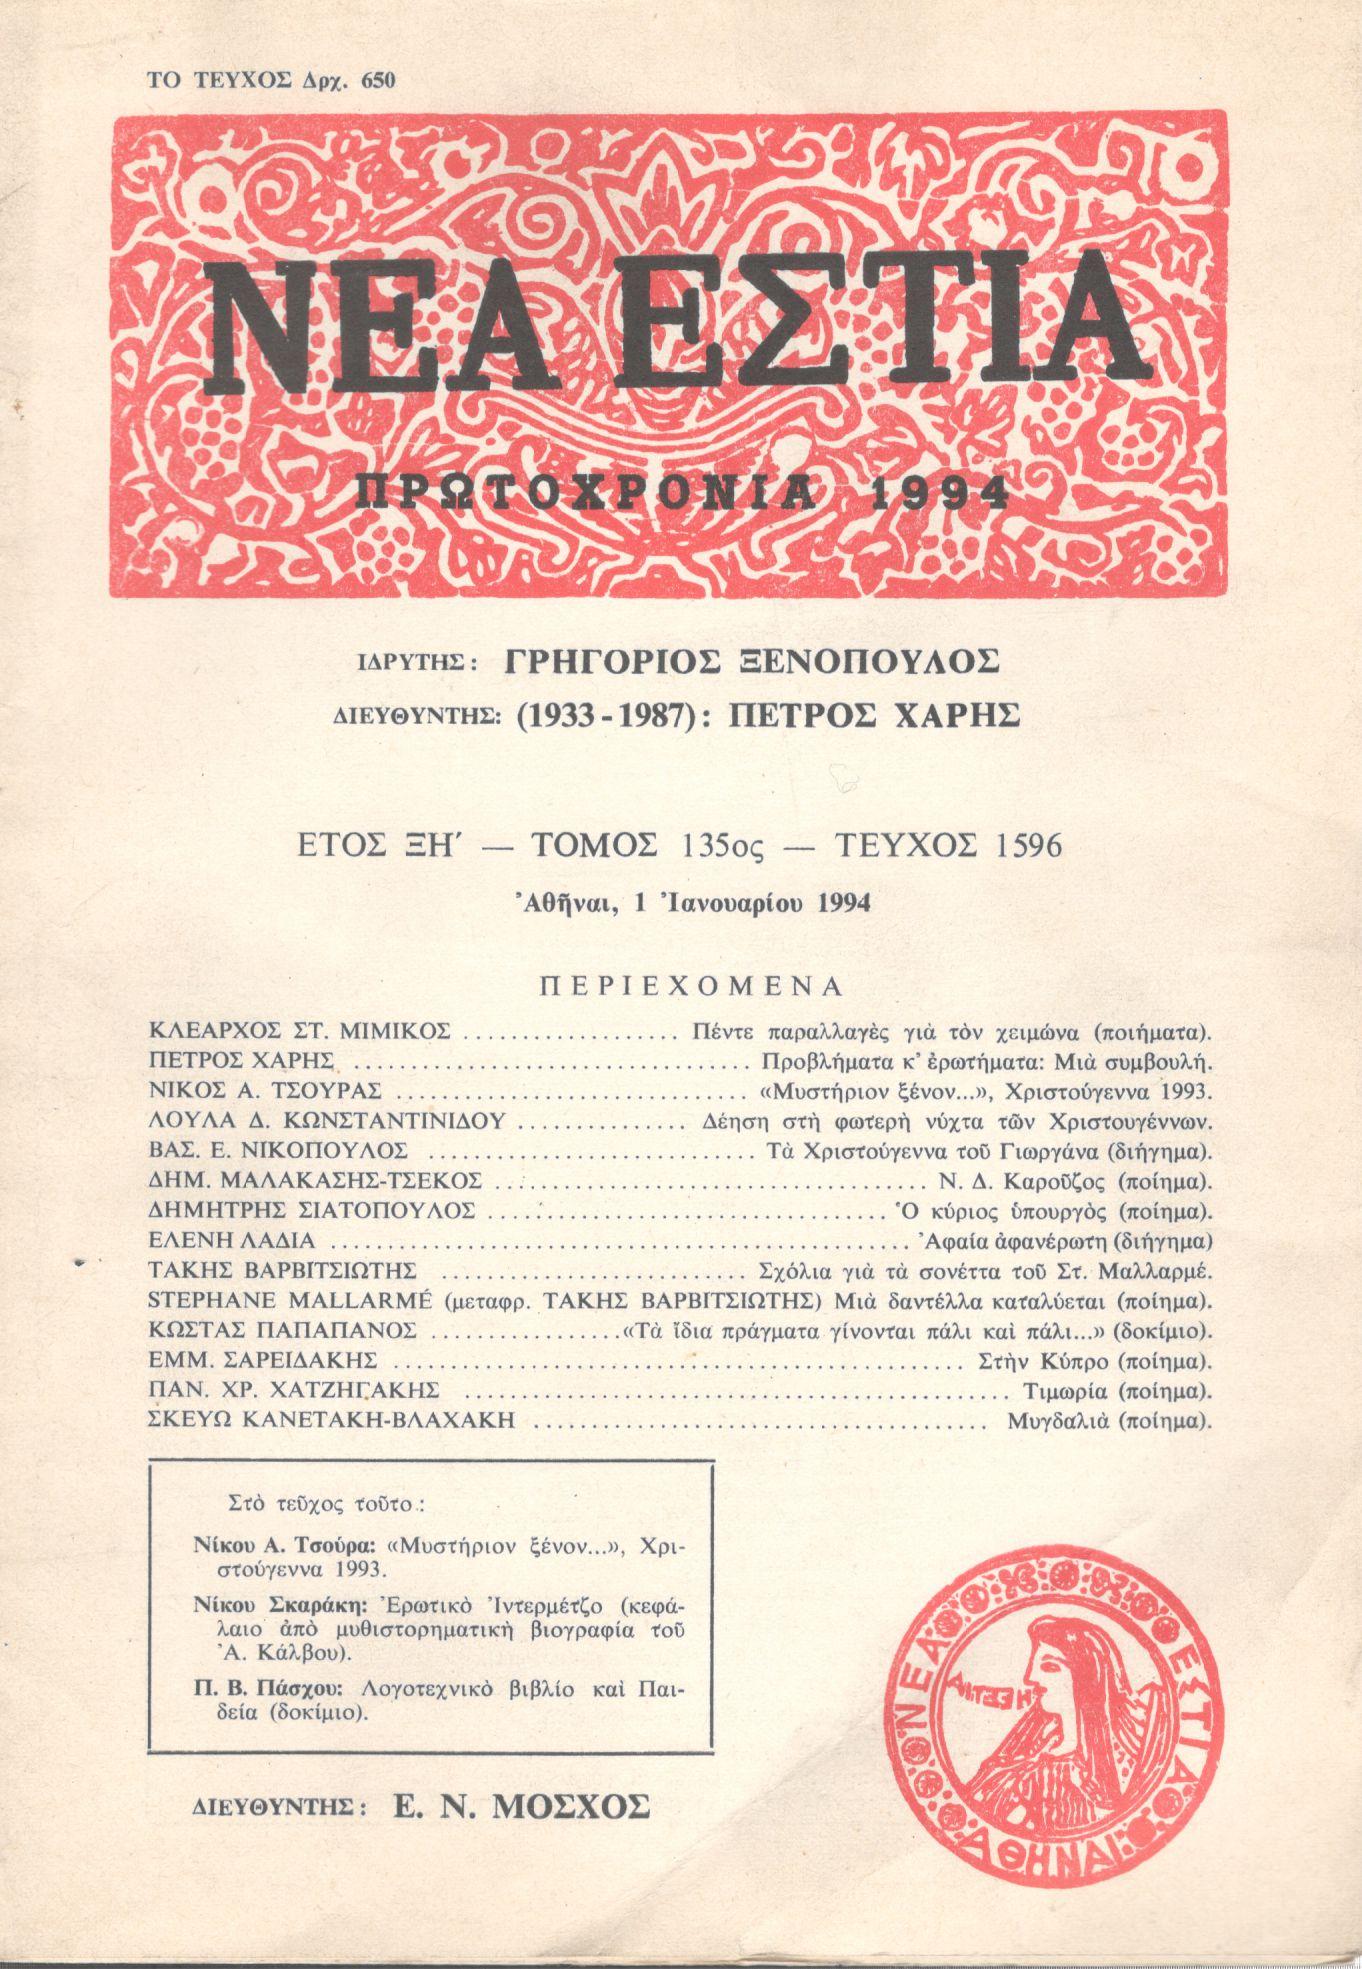 ΤΟ ΤΕΥΧΟΣ Δρχ. 650
ΝΕΑ ΕΣΤΙΑ
ΠΡΩΤΟΧΡΟΝΙΑ 1994
ΙΔΡΥΤΗΣ: ΓΡΗΓΟΡΙΟΣ ΞΕΝΟΠΟΥΛΟΣ
ΔΙΕΥΘΥΝΤΗΣ: (1933-1987): ΠΕΤΡΟΣ ΧΑΡΗΣ
ΕΤΟΣ ΞΗ′ — ΤΟΜΟΣ 135ος — ΤΕΥΧΟΣ 1596
Ἀθῆναι, 1 Ἰανουαρίου 1994
ΠΕΡΙΕΧΟΜΕΝΑ
ΚΛΕΑΡΧΟΣ ΣΤ. ΜΙΜΙΚΟΣ ................... Πέντε παραλλαγὲς γιὰ τὸν χειμώνα (ποιήματα).
ΠΕΤΡΟΣ ΧΑΡΗΣ ................................... Προβλήματα κ' ἐρωτήματα: Μιὰ συμβουλή.
ΝΙΚΟΣ Α. ΤΣΟΥΡΑΣ ............................... «Μυστήριον ξένον...», Χριστούγεννα 1993.
ΛΟΥΛΑ Δ. ΚΩΝΣΤΑΝΤΙΝΙΔΟΥ ............... Δέηση στὴ φωτερὴ νύχτα τῶν Χριστουγέννων.
ΒΑΣ. Ε. ΝΙΚΟΠΟΥΛΟΣ ............................. Τὰ Χριστούγεννα τοῦ Γιωργάνα (διήγημα).
ΔΗΜ. ΜΑΛΑΚΑΣΗΣ-ΤΣΕΚΟΣ ....................................... Ν. Δ. Καροῦζος (ποίημα).
ΔΗΜΗΤΡΗΣ ΣΙΑΤΟΠΟΥΛΟΣ .................................... Ὁ κύριος ὑπουργὸς (ποίημα).
ΕΛΕΝΗ ΛΑΔΙΑ .................................................... Ἀφαία ἀφανέρωτη (διήγημα)
ΤΑΚΗΣ ΒΑΡΒΙΤΣΙΩΤΗΣ ........................... Σχόλια γιὰ τὰ σονέττα τοῦ Στ. Μαλλαρμέ.
STEPHANE MALLARMÉ (μεταφρ. ΤΑΚΗΣ ΒΑΡΒΙΤΣΙΩΤΗΣ) Μιὰ δαντέλλα καταλύεται (ποίημα).
ΚΩΣΤΑΣ ΠΑΠΑΠΑΝΟΣ .................«Τὰ ἴδια πράγματα γίνονται πάλι καὶ πάλι...» (δοκίμιο).
ΕΜΜ. ΣΑΡΕΙΔΑΚΗΣ ................................................... Στὴν Κύπρο (ποίημα).
ΠΑΝ. ΧΡ. ΧΑΤΖΗΓΑΚΗΣ ................................................. Τιμωρία (ποίημα).
ΣΚΕΥΩ ΚΑΝΕΤΑΚΗ-ΒΛΑΧΑΚΗ ......................................... Μυγδαλιὰ (ποίημα).
Στὸ τεῦχος τοῦτο:
Νίκου Α. Τσούρα: «Μυστήριον ξένον...», Χρι-
στούγεννα 1993.
Νίκου Σκαράκη: Ἐρωτικὸ Ἰντερμέτζο (κεφά-
λαιο ἀπὸ μυθιστορηματικὴ βιογραφία τοῦ
Ἀ. Κάλβου).
Π. Β. Πάσχου: Λογοτεχνικὸ βιβλίο καὶ Παι-
δεία (δοκίμιο).
ΔΙΕΥΘΥΝΤΗΣ: Ε. Ν. ΜΟΣΧΟΣ
ΝΕΑ ΕΣΤΙΑ
ΑΘΗΝΑΙ